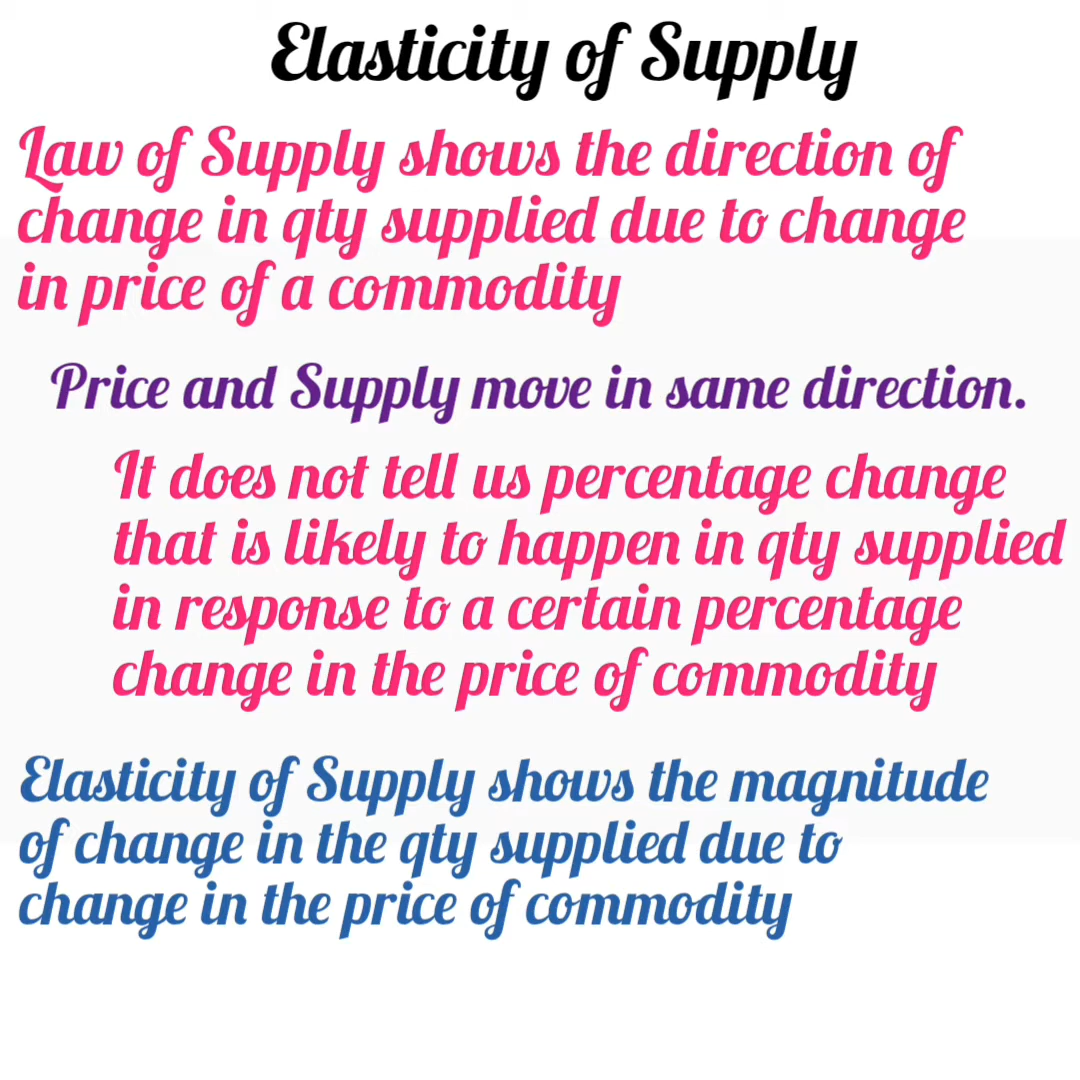 Elasticity of Supply
Law of Supply shows the direction of
change in qty supplied due to change
in price of a commodity
Price and Supply move in same direction.
It does not tell us percentage change
that is likely to happen in qty supplied
in response to a certain percentage
change in the price of commodity
Elasticity of Supply shows the magnitude
of change in the qty supplied due to
change in the price of commodity